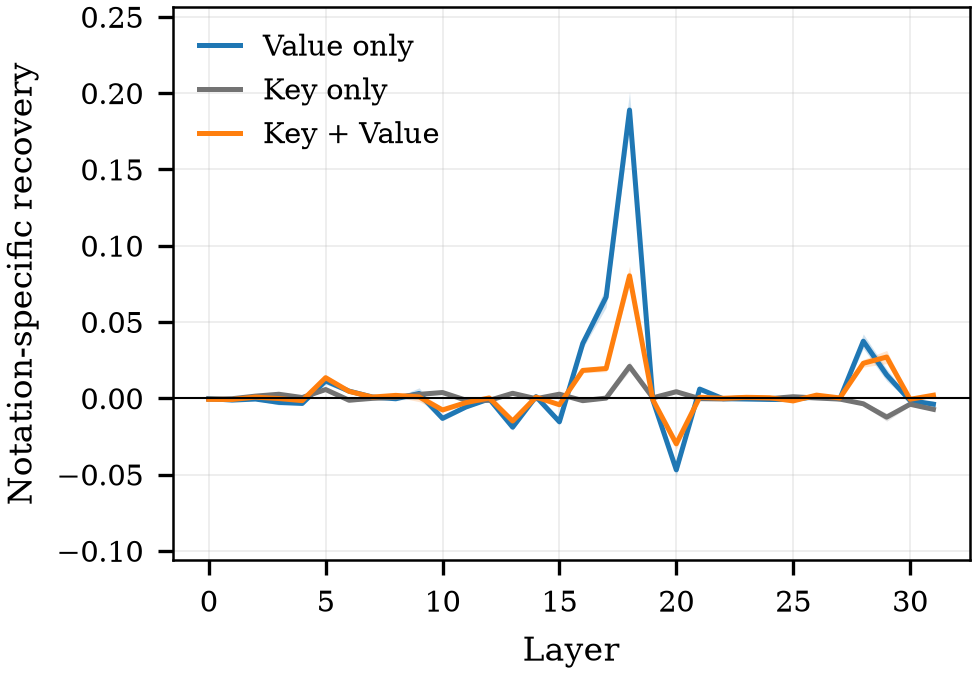 0.25
0.20
0.15
0.10
0.05
0.00
−0.05
−0.10
Notation-specific recovery
Value only
Key only
Key + Value
0 5 10 15 20 25 30
Layer